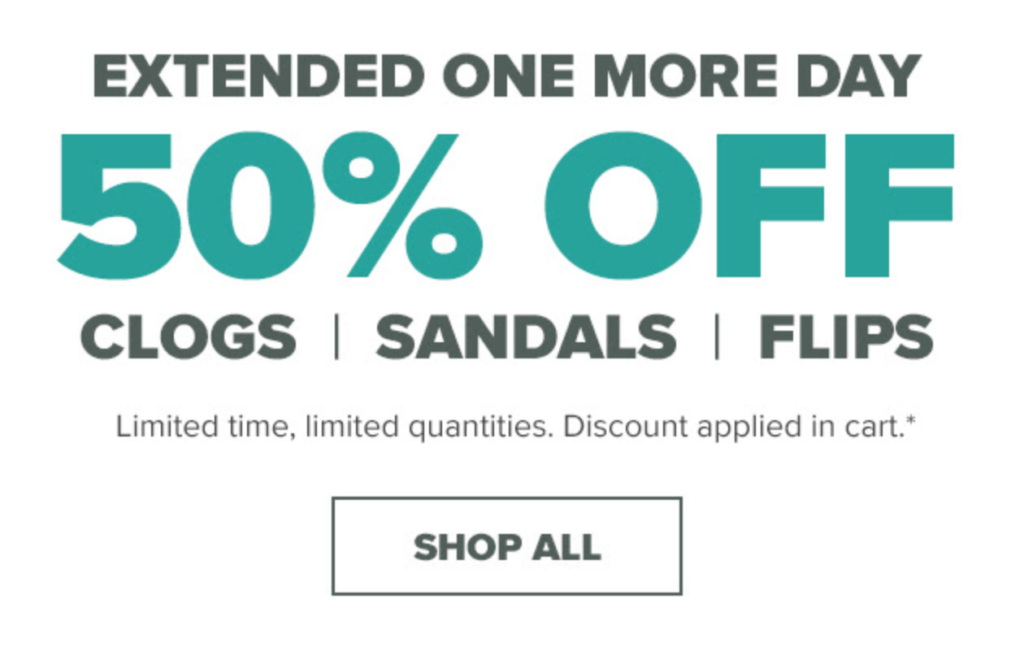 EXTENDED ONE MORE DAY
50% OFF
CLOGS | SANDALS | FLIPS
Limited time, limited quantities. Discount applied in cart.*
SHOP ALL